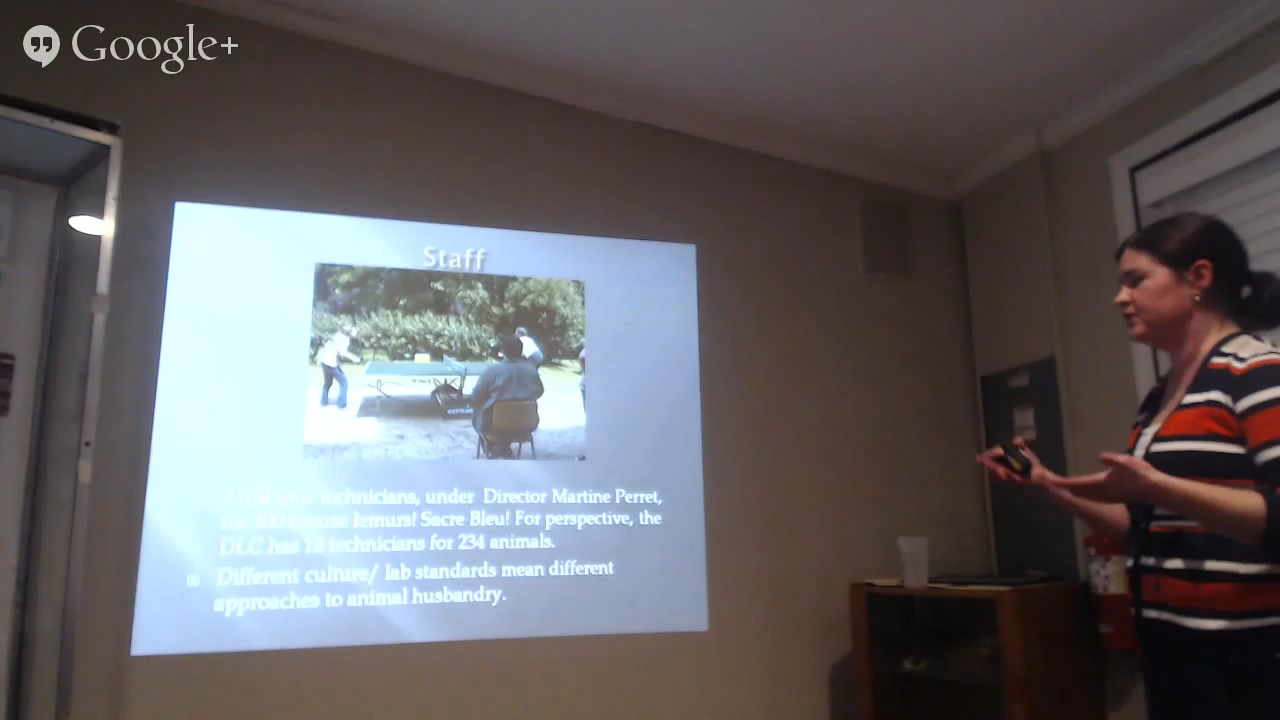 Google+
Staff
KETTLER
technicians, under Director Martine Perret,
mouse lemurs! Sacre Bleu! For perspective, the
DLC has technicians for 234 animals.
Different culture/ lab standards mean different
approaches to animal husbandry.